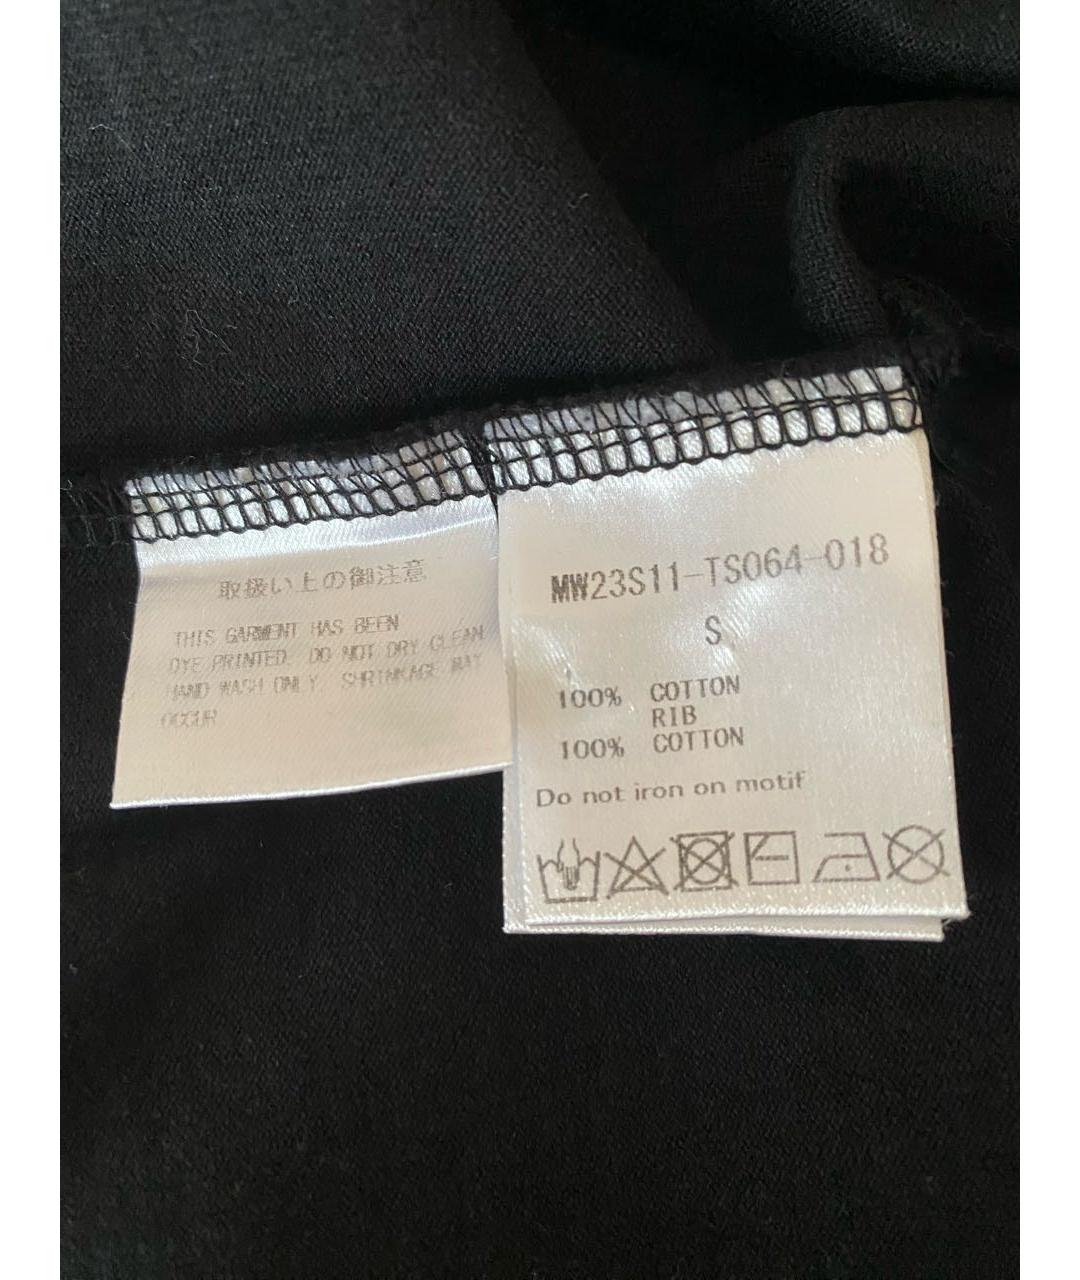 取扱い上の御注意
THIS GARMENT HAS BEEN
DYE PRINTED. DO NOT DRY CLEAN
HAND WASH ONLY. SHRINKAGE MAY
OCCUR
MW23S11-TS064-018
S
100% COTTON
RIB
100% COTTON
Do not iron on motif